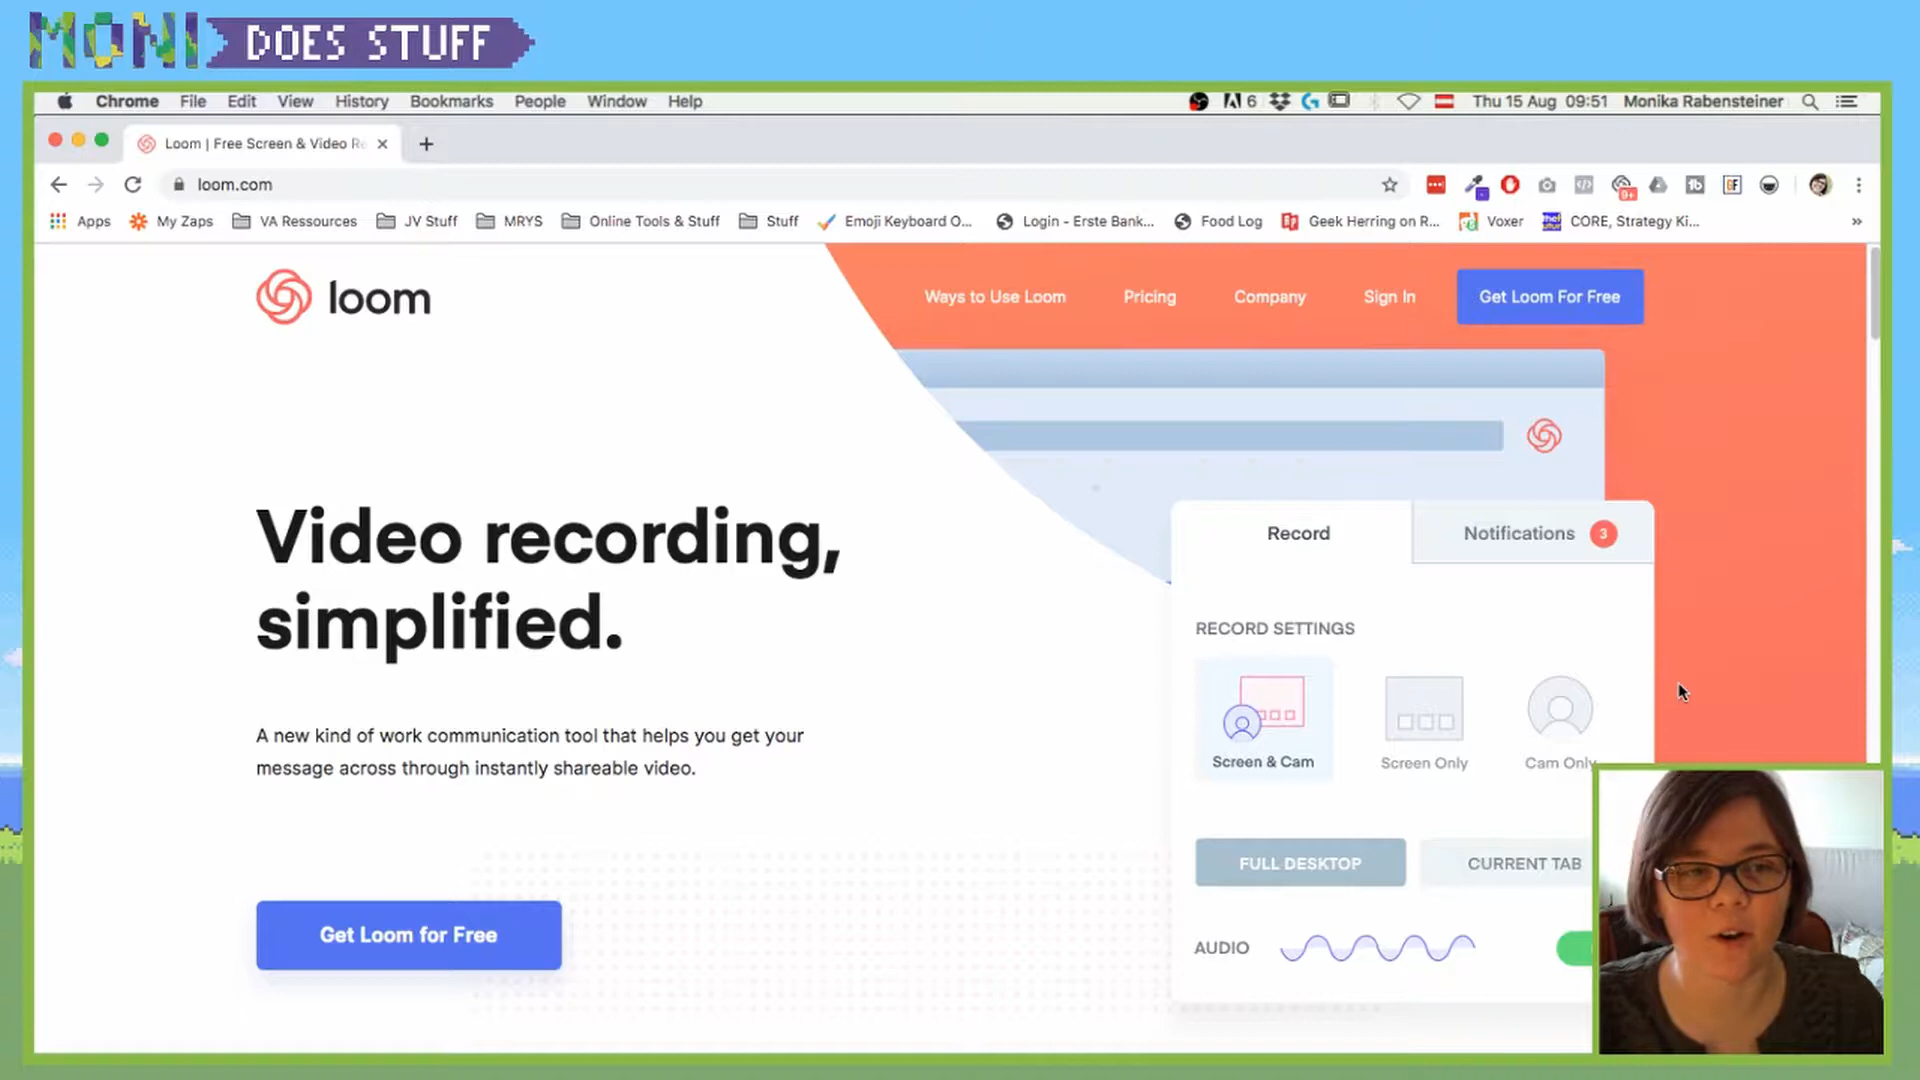 MONI DOES STUFF
Chrome File Edit View History Bookmarks People Window Help
6 Thu 15 Aug 09:51 Monika Rabensteiner
Loom | Free Screen & Video Re
loom.com
9+
Apps My Zaps VA Ressources JV Stuff MRYS Online Tools & Stuff Stuff Emoji Keyboard O... Login - Erste Bank... Food Log Geek Herring on R... Voxer CORE, Strategy Ki... »
loom
Ways to Use Loom Pricing Company Sign In Get Loom For Free
Video recording,
simplified.
A new kind of work communication tool that helps you get your
message across through instantly shareable video.
Get Loom for Free
Record Notifications 3
RECORD SETTINGS
Screen & Cam Screen Only Cam Only
FULL DESKTOP CURRENT TAB
AUDIO